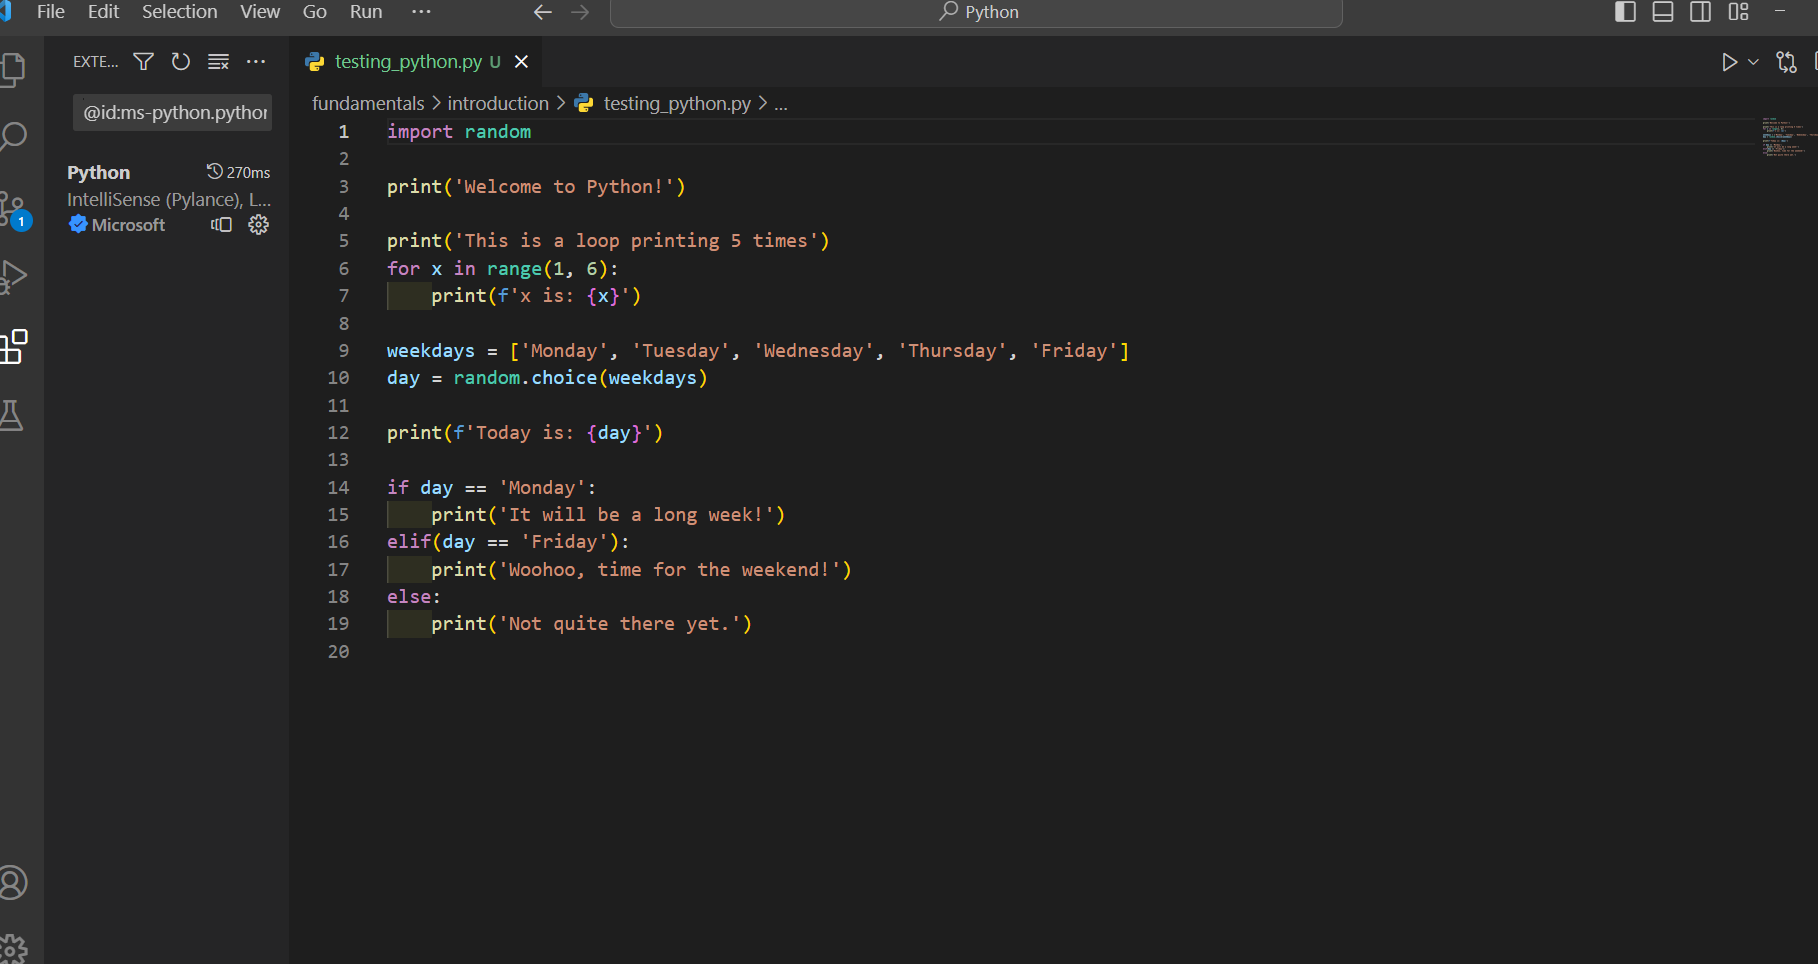 File Edit Selection View Go Run ··· Python
EXTE... ···
testing_python.py U
@id:ms-python.python
fundamentals > introduction > testing_python.py > ...
Python 270ms
IntelliSense (Pylance), L...
Microsoft
1
1 import random
2
3 print('Welcome to Python!')
4
5 print('This is a loop printing 5 times')
6 for x in range(1, 6):
7     print(f'x is: {x}')
8
9 weekdays = ['Monday', 'Tuesday', 'Wednesday', 'Thursday', 'Friday']
10 day = random.choice(weekdays)
11
12 print(f'Today is: {day}')
13
14 if day == 'Monday':
15     print('It will be a long week!')
16 elif(day == 'Friday'):
17     print('Woohoo, time for the weekend!')
18 else:
19     print('Not quite there yet.')
20